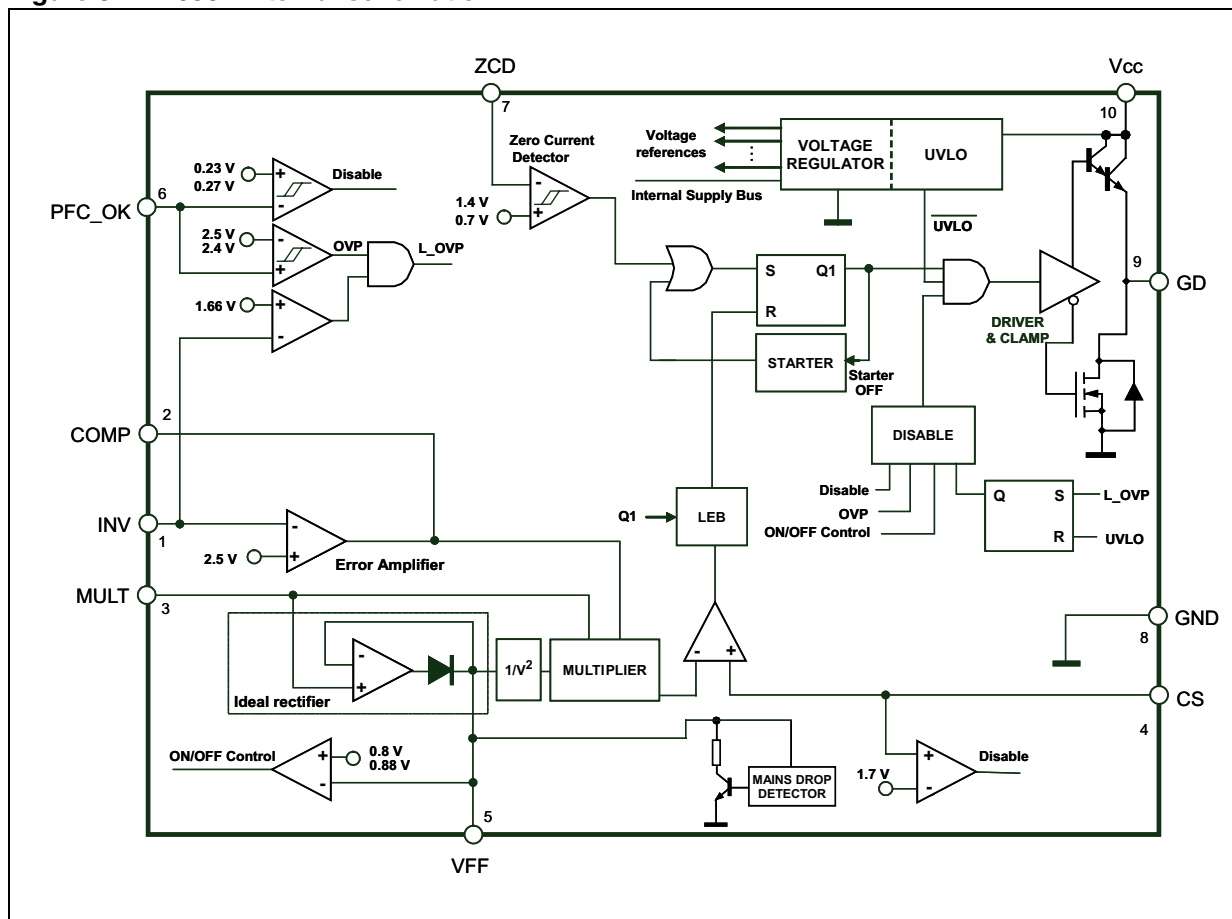 ZCD
Vcc
7
10
Zero Current
Detector
Voltage
references
VOLTAGE
REGULATOR
UVLO
Internal Supply Bus
0.23 V
0.27 V
Disable
6
PFC_OK
1.4 V
0.7 V
-
+
+
-
2.5 V
2.4 V
-
+
OVP
L_OVP
UVLO
1.66 V
+
-
S
Q1
R
9
GD
DRIVER
& CLAMP
STARTER
Starter
OFF
2
COMP
DISABLE
Disable
OVP
ON/OFF Control
Q
S
R
L_OVP
UVLO
Q1
LEB
INV
1
-
+
2.5 V
Error Amplifier
MULT
3
GND
8
-
+
Ideal rectifier
1/V2
MULTIPLIER
-
+
CS
4
ON/OFF Control
+
-
0.8 V
0.88 V
MAINS DROP
DETECTOR
1.7 V
+
-
Disable
5
VFF